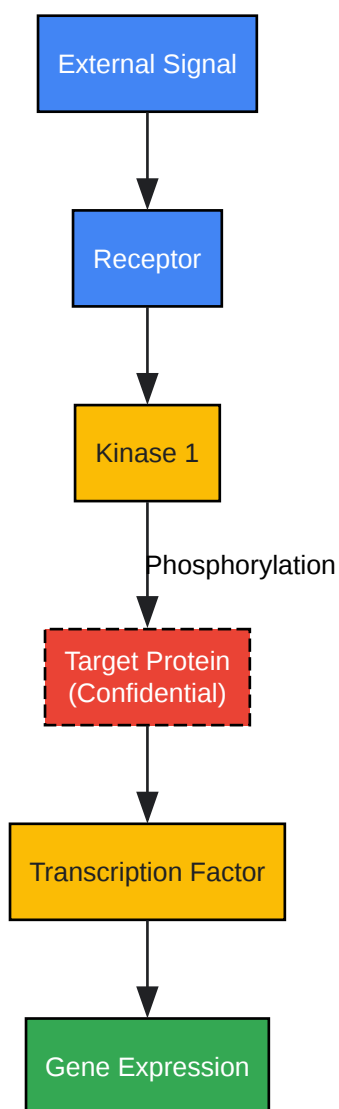 External Signal
Receptor
Kinase 1
Phosphorylation
Target Protein
(Confidential)
Transcription Factor
Gene Expression